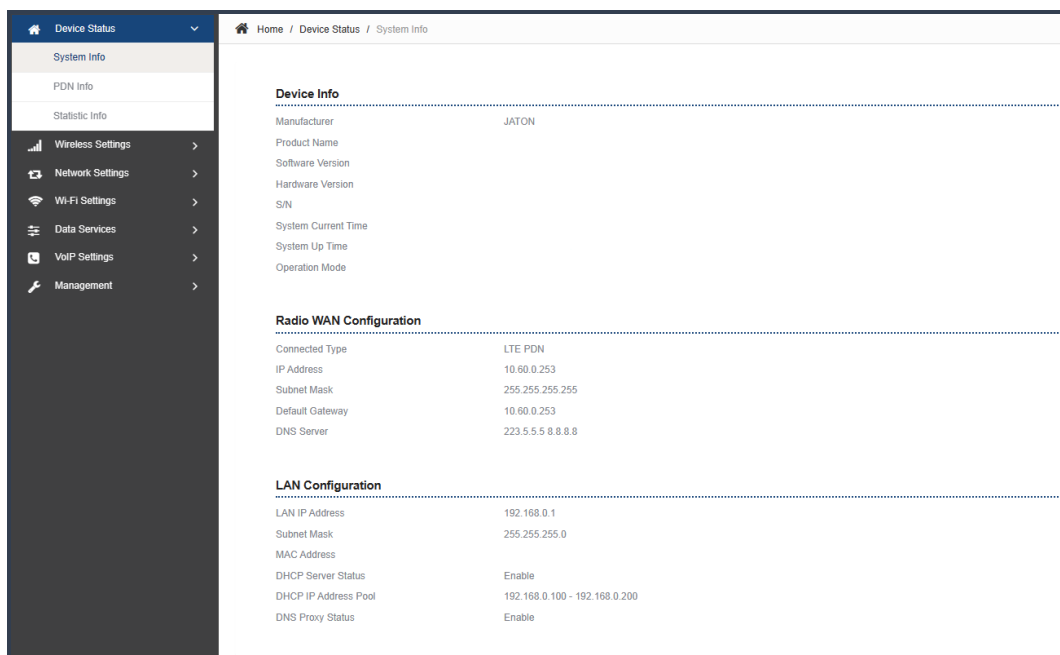 Device Status
System Info
PDN Info
Statistic Info
Wireless Settings
Network Settings
Wi-Fi Settings
Data Services
VoIP Settings
Management
Home / Device Status / System Info
Device Info
Manufacturer JATON
Product Name
Software Version
Hardware Version
S/N
System Current Time
System Up Time
Operation Mode
Radio WAN Configuration
Connected Type LTE PDN
IP Address 10.60.0.253
Subnet Mask 255.255.255.255
Default Gateway 10.60.0.253
DNS Server 223.5.5.5 8.8.8.8
LAN Configuration
LAN IP Address 192.168.0.1
Subnet Mask 255.255.255.0
MAC Address
DHCP Server Status Enable
DHCP IP Address Pool 192.168.0.100 - 192.168.0.200
DNS Proxy Status Enable